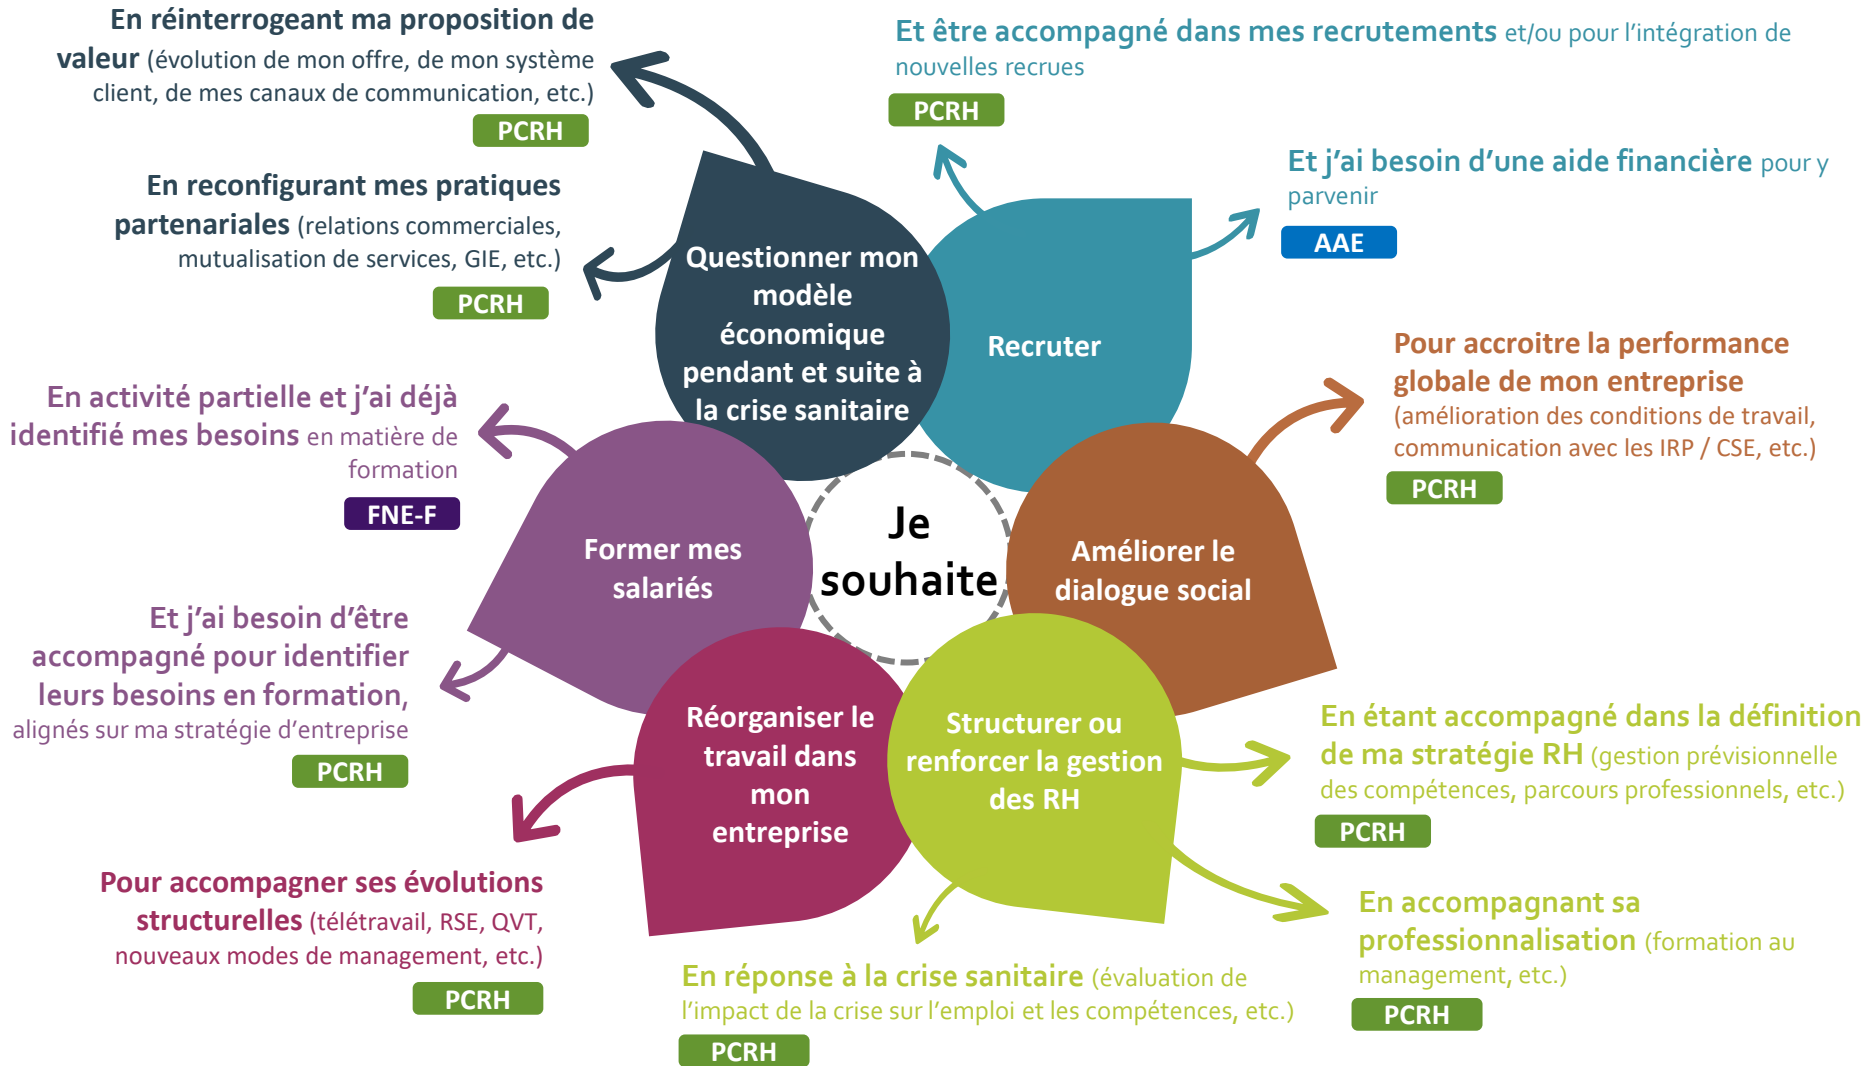 En réinterrogeant ma proposition de
valeur (évolution de mon offre, de mon système
client, de mes canaux de communication, etc.)
PCRH
En reconfigurant mes pratiques
partenariales (relations commerciales,
mutualisation de services, GIE, etc.)
PCRH
Et être accompagné dans mes recrutements et/ou pour l’intégration de
nouvelles recrues
PCRH
Et j’ai besoin d’une aide financière pour y
parvenir
AAE
Questionner mon
modèle
économique
pendant et suite à
la crise sanitaire
Recruter
Pour accroitre la performance
globale de mon entreprise
(amélioration des conditions de travail,
communication avec les IRP / CSE, etc.)
PCRH
En activité partielle et j’ai déjà
identifié mes besoins en matière de
formation
FNE-F
Je
souhaite
Former mes
salariés
Améliorer le
dialogue social
Et j’ai besoin d’être
accompagné pour identifier
leurs besoins en formation,
alignés sur ma stratégie d’entreprise
PCRH
Réorganiser le
travail dans
mon
entreprise
Structurer ou
renforcer la gestion
des RH
En étant accompagné dans la définition
de ma stratégie RH (gestion prévisionnelle
des compétences, parcours professionnels, etc.)
PCRH
Pour accompagner ses évolutions
structurelles (télétravail, RSE, QVT,
nouveaux modes de management, etc.)
PCRH
En accompagnant sa
professionnalisation (formation au
management, etc.)
PCRH
En réponse à la crise sanitaire (évaluation de
l’impact de la crise sur l’emploi et les compétences, etc.)
PCRH